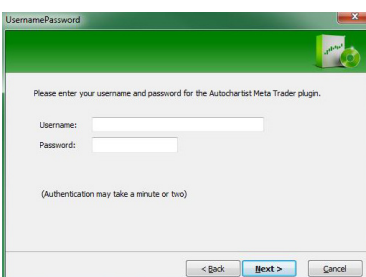 UsernamePassword
Please enter your username and password for the Autochartist Meta Trader plugin.
Username:
Password:
(Authentication may take a minute or two)
< Back
Next >
Cancel